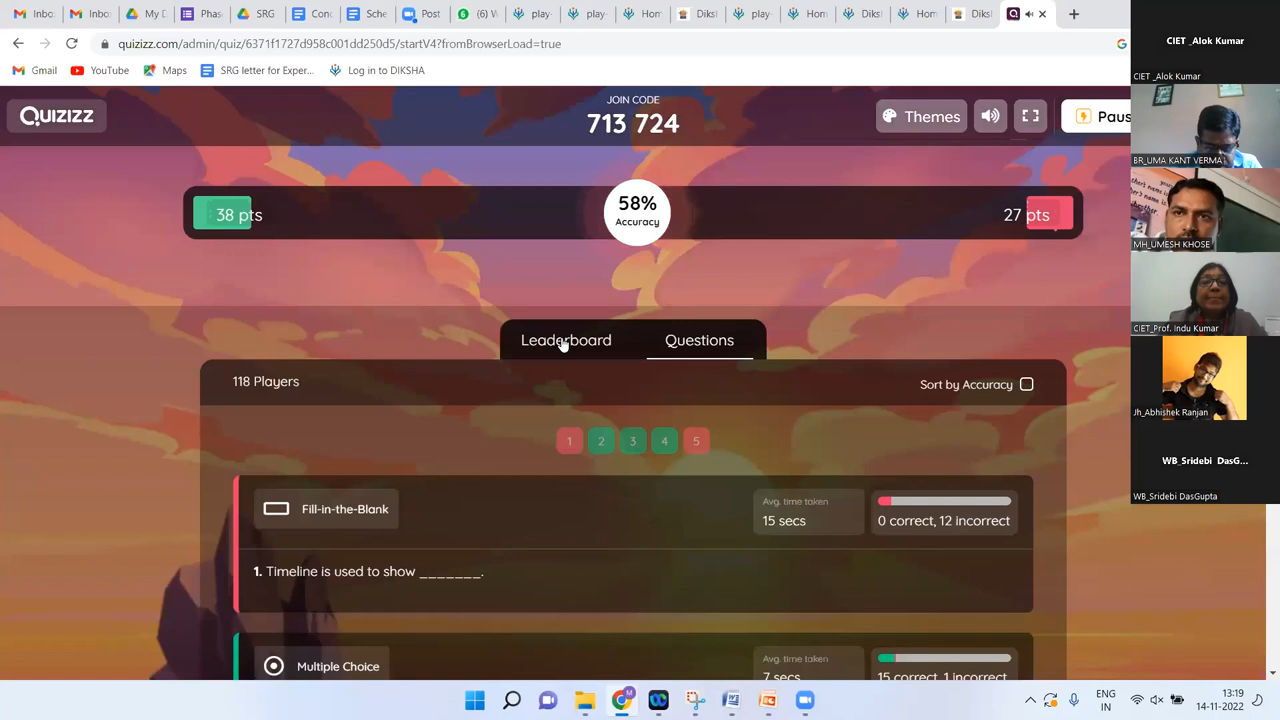 Inbo
Inbo
My D
Phase
SRG
Conc
Sche
Post
(6) W
play-
play-
Hom
Diks
play-
Hom
Diks
Hom
Diks
quizizz.com/admin/quiz/6371f1727d958c001dd250d5/startV4?fromBrowserLoad=true
Gmail
YouTube
Maps
SRG letter for Exper...
Log in to DIKSHA
QUIZIZZ
JOIN CODE
713 724
Themes
Paus
38 pts
58%
Accuracy
27 pts
Leaderboard
Questions
118 Players
Sort by Accuracy
1 2 3 4 5
Fill-in-the-Blank
Avg. time taken
15 secs
0 correct, 12 incorrect
1. Timeline is used to show _______.
Multiple Choice
Avg. time taken
7 secs
15 correct, 1 incorrect
CIET _Alok Kumar
CIET _Alok Kumar
BR_UMA KANT VERMA
MH_UMESH KHOSE
CIET_Prof. Indu Kumar
Jh_Abhishek Ranjan
WB_Sridebi DasG...
WB_Sridebi DasGupta
ENG
IN
13:19
14-11-2022